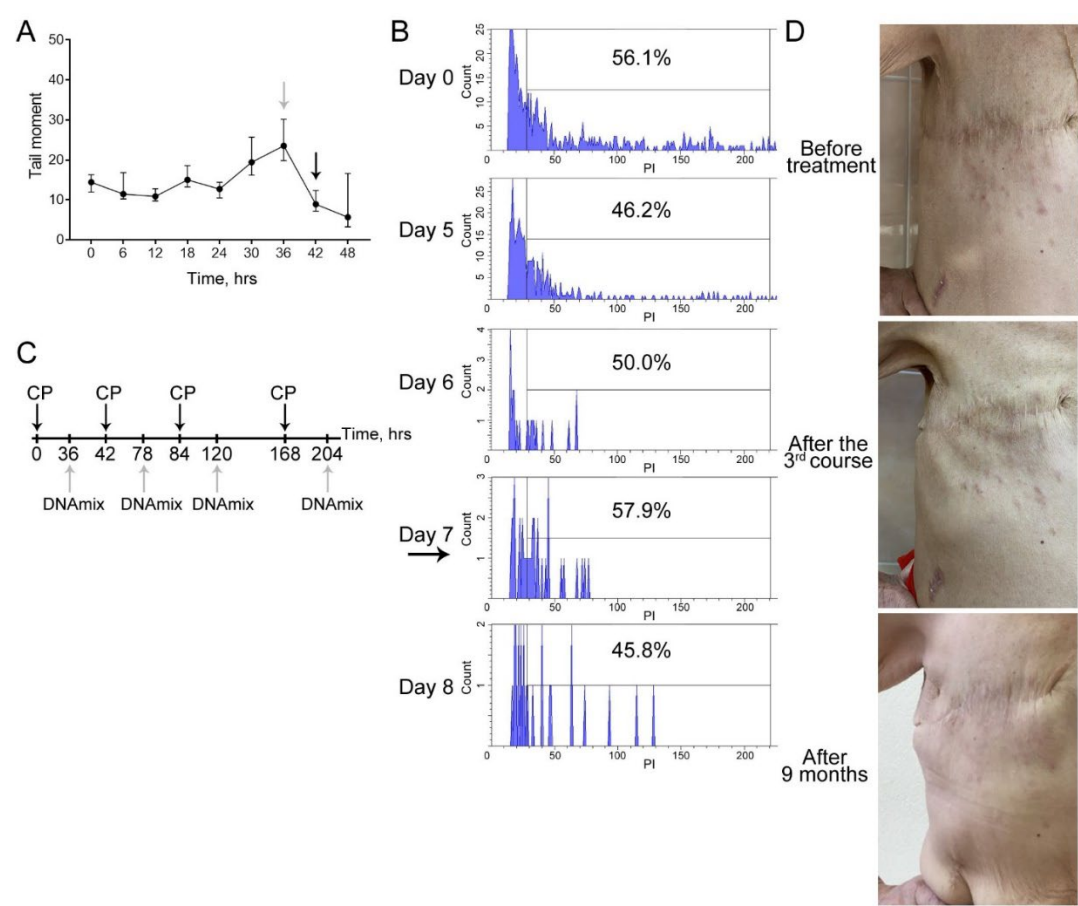 A
50
40
30
20
10
0
Tail moment
0 6 12 18 24 30 36 42 48
Time, hrs
B
Day 0
25
20
15
10
5
Count
56.1%
0 50 100 150 200
PI
Day 5
25
20
15
10
5
Count
46.2%
0 50 100 150 200
PI
Day 6
4
3
2
1
Count
50.0%
0 50 100 150 200
PI
Day 7
3
2
1
Count
57.9%
0 50 100 150 200
PI
Day 8
2
1
Count
45.8%
0 50 100 150 200
PI
C
CP CP CP CP
0 36 42 78 84 120 168 204 Time, hrs
DNAmix DNAmix DNAmix DNAmix
D
Before
treatment
After the
3rd course
After
9 months